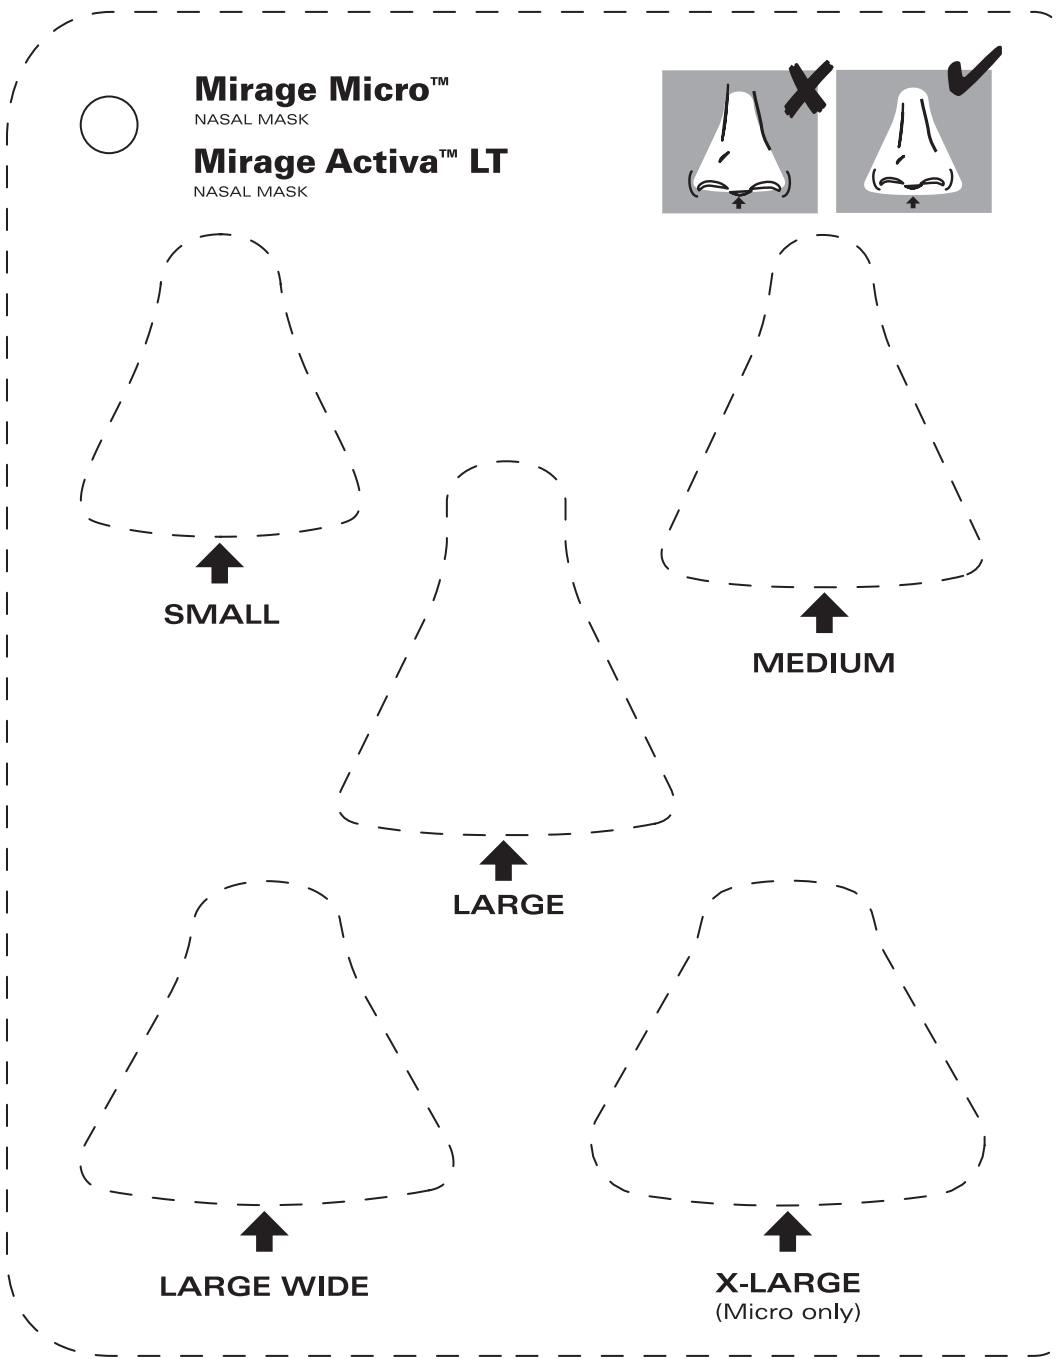 Mirage Micro™
NASAL MASK
Mirage Activa™ LT
NASAL MASK
SMALL
MEDIUM
LARGE
LARGE WIDE
X-LARGE
(Micro only)